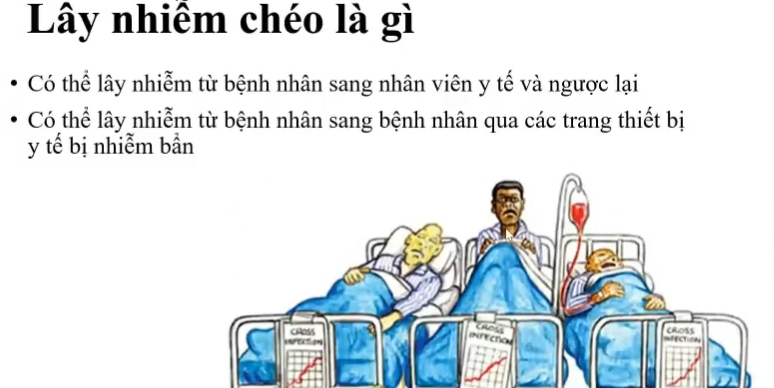 Lây nhiễm chéo là gì
• Có thể lây nhiễm từ bệnh nhân sang nhân viên y tế và ngược lại
• Có thể lây nhiễm từ bệnh nhân sang bệnh nhân qua các trang thiết bị
y tế bị nhiễm bẩn
CROSS
INFECTION
CROSS
INFECTION
CROSS
INFECTION